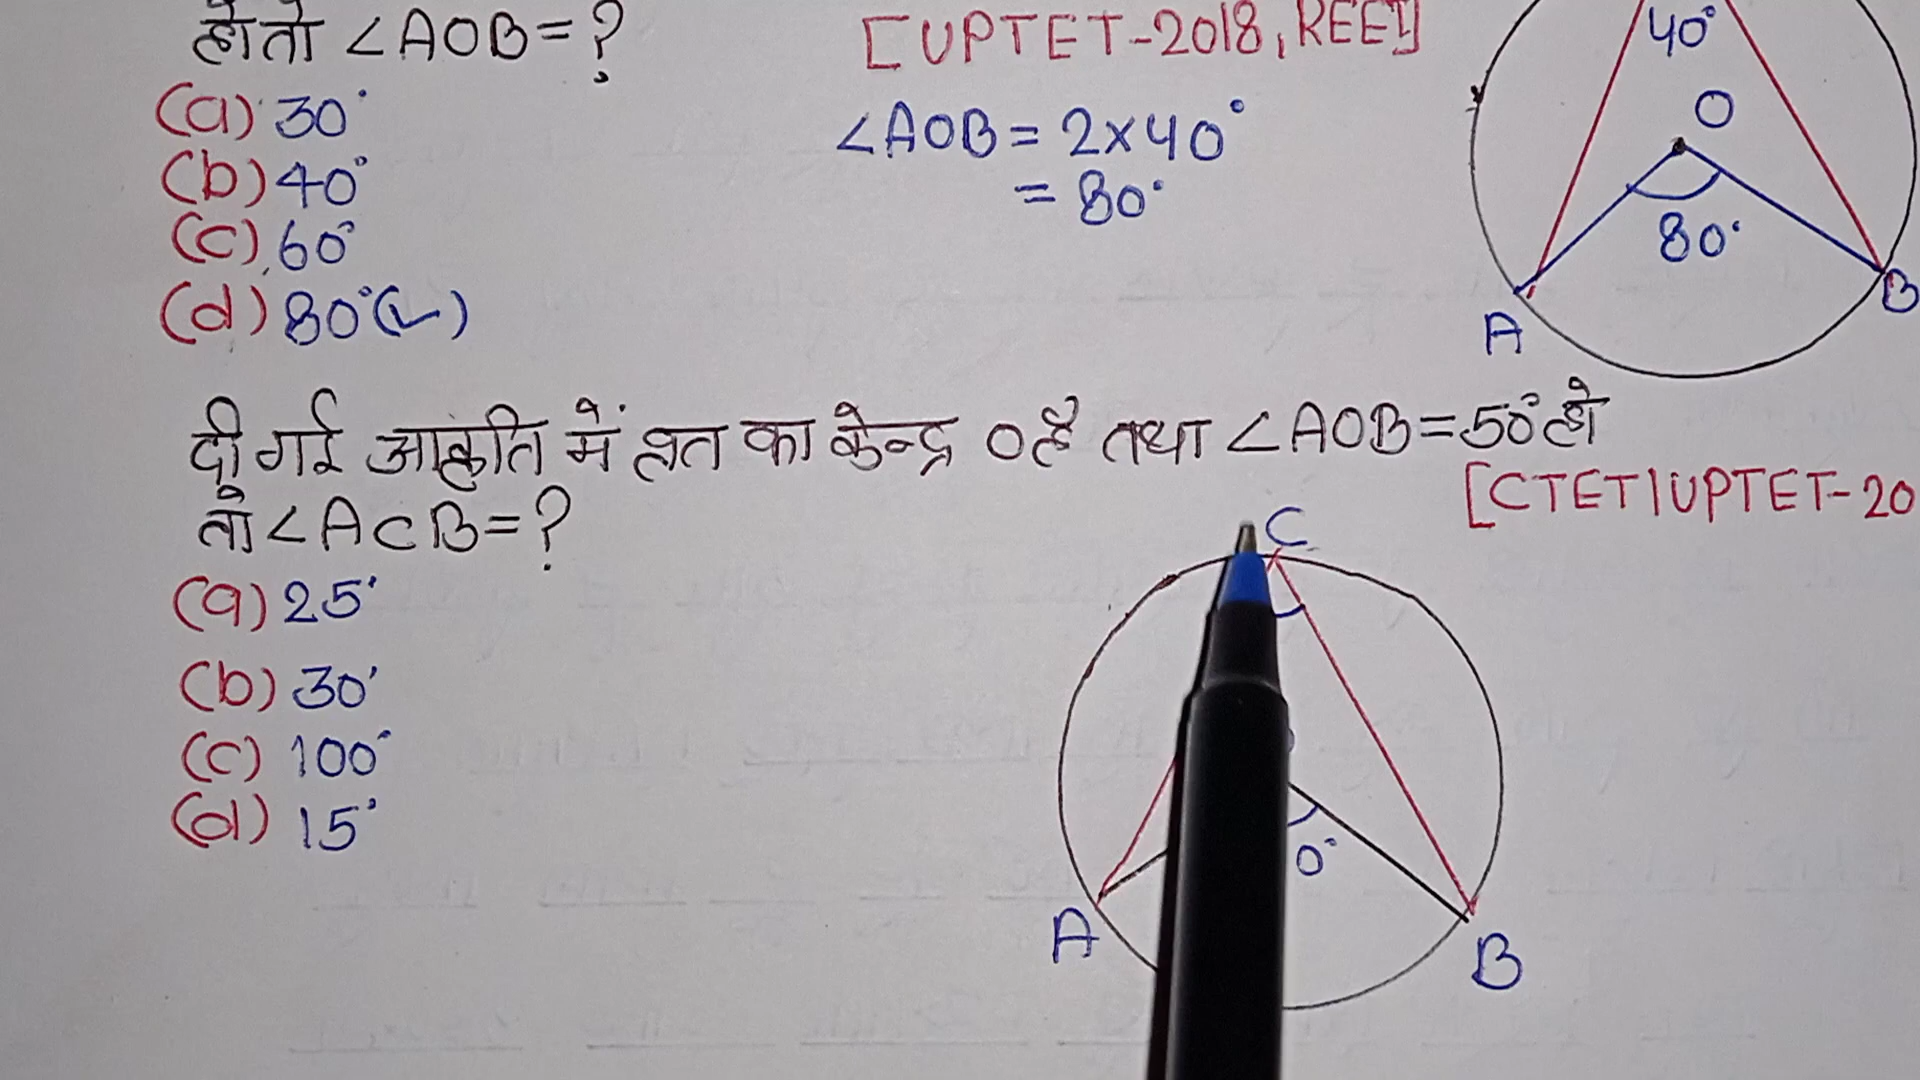 हो तो ∠AOB=?
[UPTET-2018, REET]
(a) 30°
(b) 40°
(c) 60°
(d) 80°(✓)
∠AOB = 2×40°
= 80°
40°
O
80°
A
B
दी गई आकृति में वृत का केन्द्र O है तथा ∠AOB=50° हो
तो ∠ACB=?
[CTET|UPTET-20
(a) 25°
(b) 30°
(c) 100°
(d) 15°
C
0°
A
B